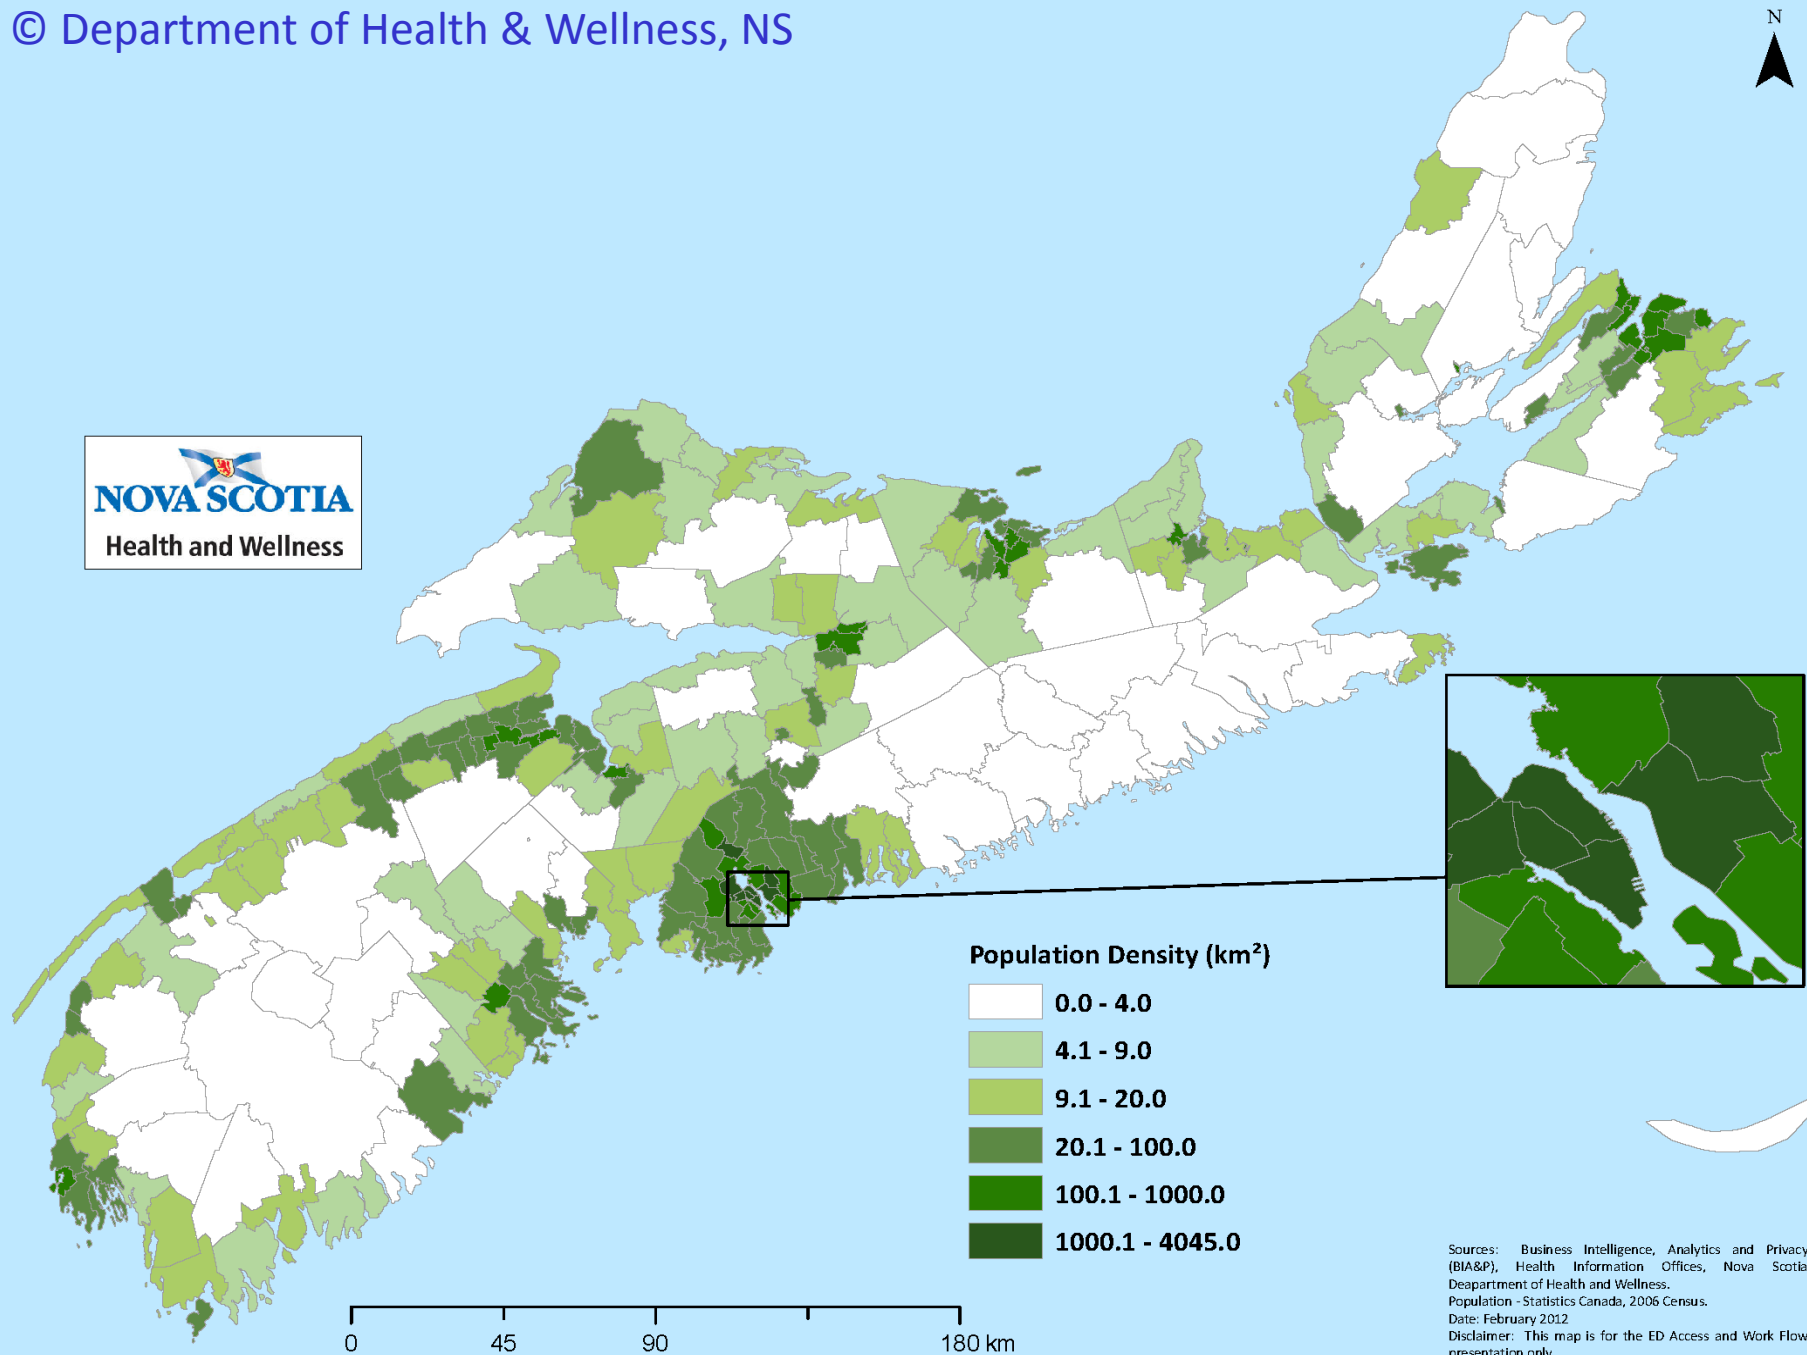 © Department of Health & Wellness, NS
N
NOVA SCOTIA
Health and Wellness
Population Density (km²)
0.0 - 4.0
4.1 - 9.0
9.1 - 20.0
20.1 - 100.0
100.1 - 1000.0
1000.1 - 4045.0
0 45 90 180 km
Sources: Business Intelligence, Analytics and Privacy
(BIA&P), Health Information Offices, Nova Scotia
Deapartment of Health and Wellness.
Population - Statistics Canada, 2006 Census.
Date: February 2012
Disclaimer: This map is for the ED Access and Work Flow
presentation only